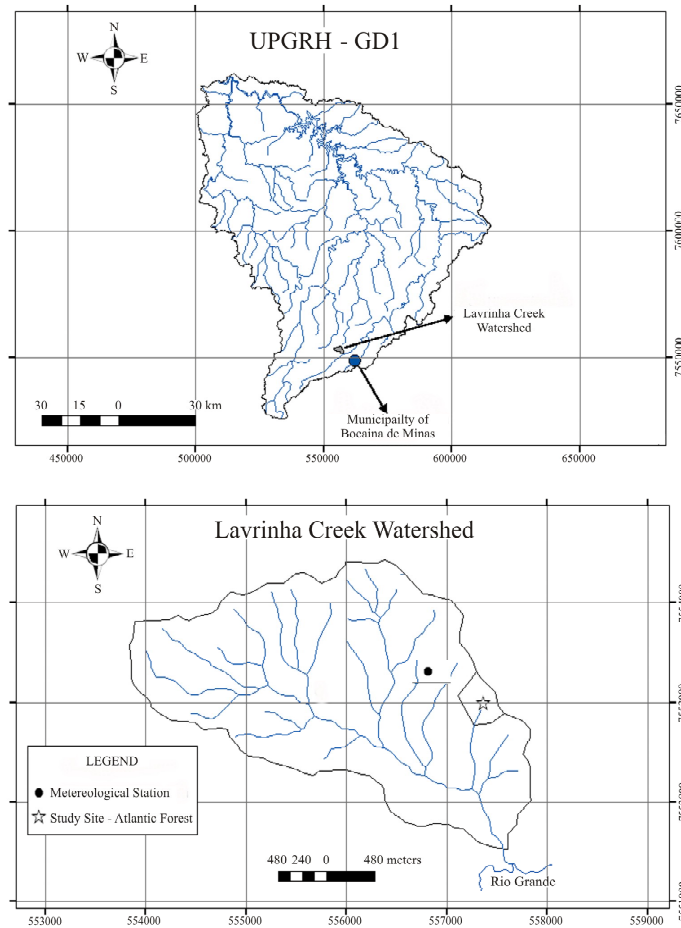 UPGRH - GD1
N
W E
S
7650000
7600000
Lavrinha Creek
Watershed
30 15 0 30 km
Municipailty of
Bocaina de Minas
450000 500000 550000 600000 650000
Lavrinha Creek Watershed
N
W E
S
LEGEND
Metereological Station
Study Site - Atlantic Forest
480 240 0 480 meters
Rio Grande
553000 554000 555000 556000 557000 558000 559000